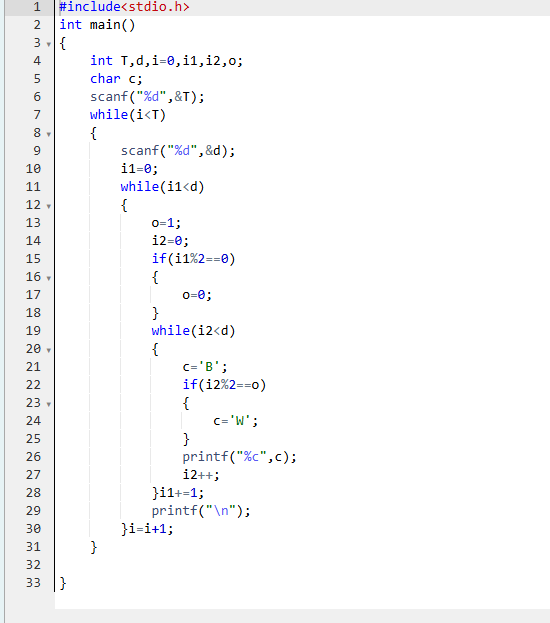 1 #include<stdio.h>
2 int main()
3 {
4 int T,d,i=0,i1,i2,o;
5 char c;
6 scanf("%d",&T);
7 while(i<T)
8 {
9 scanf("%d",&d);
10 i1=0;
11 while(i1<d)
12 {
13 o=1;
14 i2=0;
15 if(i1%2==0)
16 {
17 o=0;
18 }
19 while(i2<d)
20 {
21 c='B';
22 if(i2%2==o)
23 {
24 c='W';
25 }
26 printf("%c",c);
27 i2++;
28 }i1+=1;
29 printf("\n");
30 }i=i+1;
31 }
32
33 }